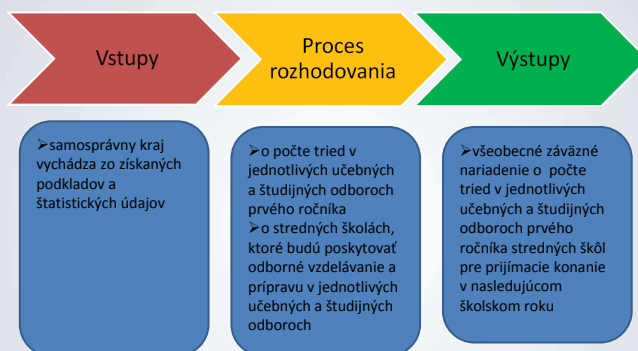 Vstupy
Proces
rozhodovania
Výstupy
➢samosprávny kraj
vychádza zo získaných
podkladov a
štatistických údajov
➢o počte tried v
jednotlivých učebných
a študijných odboroch
prvého ročníka
➢o stredných školách,
ktoré budú poskytovať
odborné vzdelávanie a
prípravu v jednotlivých
učebných a študijných
odboroch
➢všeobecné záväzné
nariadenie o počte
tried v jednotlivých
učebných a študijných
odboroch prvého
ročníka stredných škôl
pre prijímacie konanie
v nasledujúcom
školskom roku